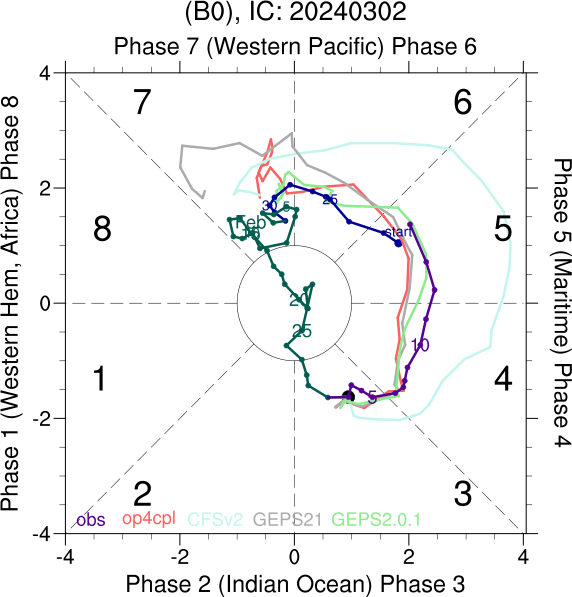 (B0), IC: 20240302
Phase 7 (Western Pacific) Phase 6
Phase 1 (Western Hem, Africa) Phase 8
Phase 5 (Maritime) Phase 4
4
7
6
2
30
5
25
8
Feb
start
5
0
20
25
10
1
4
5
-2
2
3
obs
op4cpl
CFSv2
GEPS21
GEPS2.0.1
-4
-4
-2
0
2
4
Phase 2 (Indian Ocean) Phase 3